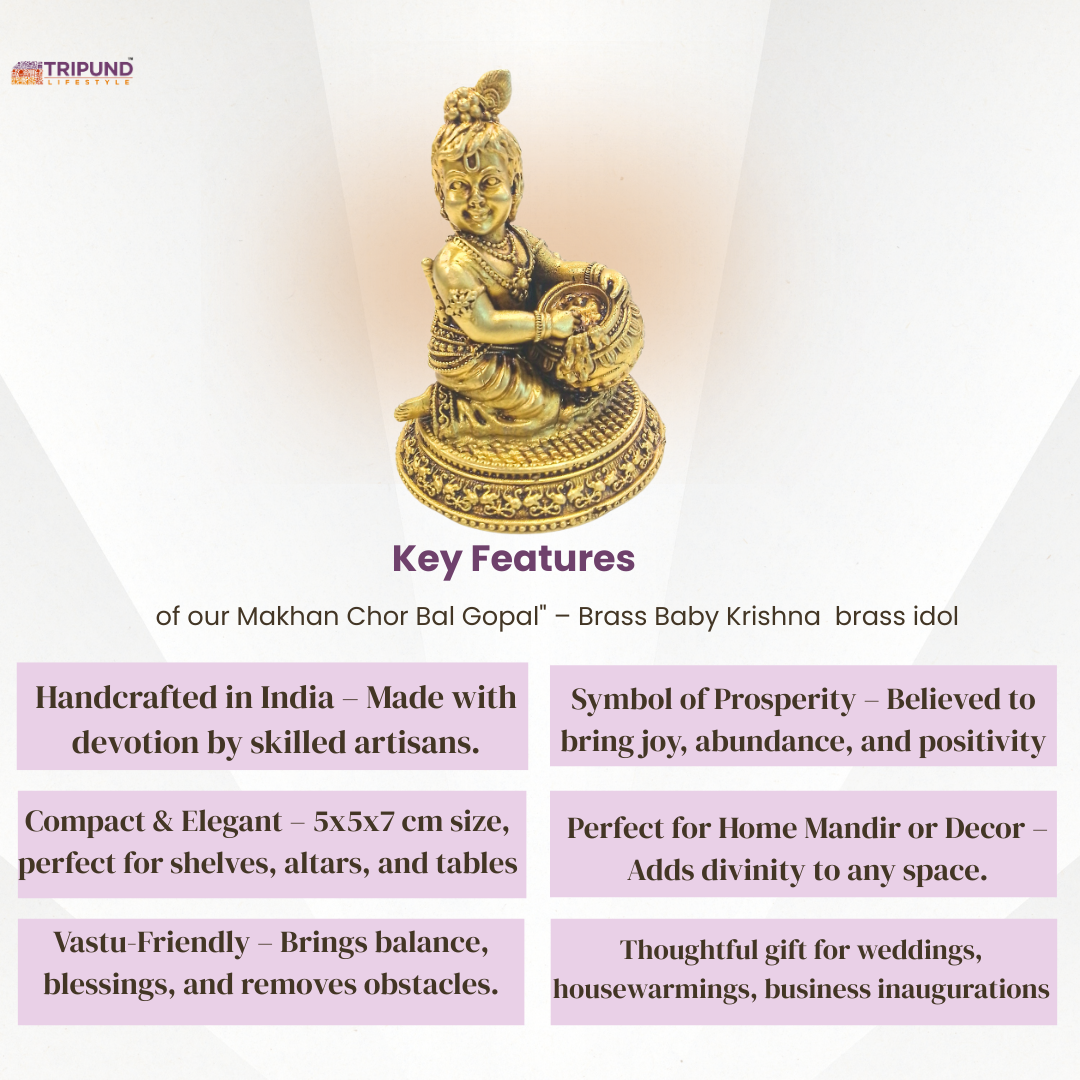 TRIPUND™
LIFESTYLE
Key Features
of our Makhan Chor Bal Gopal" – Brass Baby Krishna brass idol
Handcrafted in India – Made with
devotion by skilled artisans.
Symbol of Prosperity – Believed to
bring joy, abundance, and positivity
Compact & Elegant – 5x5x7 cm size,
perfect for shelves, altars, and tables
Perfect for Home Mandir or Decor –
Adds divinity to any space.
Vastu-Friendly – Brings balance,
blessings, and removes obstacles.
Thoughtful gift for weddings,
housewarmings, business inaugurations